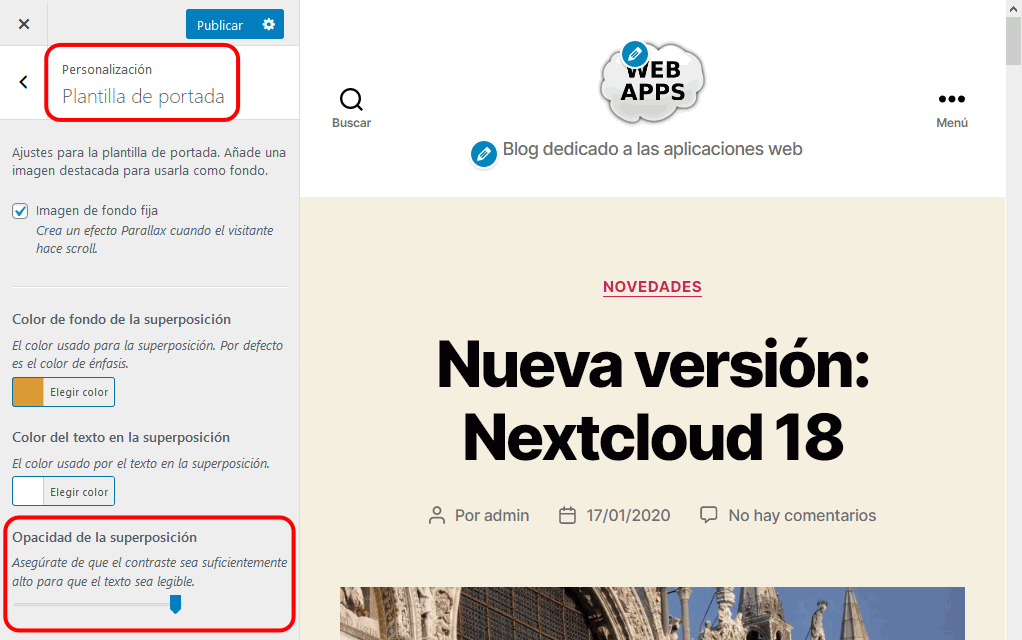 Publicar
Personalización
Plantilla de portada
Ajustes para la plantilla de portada. Añade una
imagen destacada para usarla como fondo.
Imagen de fondo fija
Crea un efecto Parallax cuando el visitante
hace scroll.
Color de fondo de la superposición
El color usado para la superposición. Por defecto
es el color de énfasis.
Elegir color
Color del texto en la superposición
El color usado por el texto en la superposición.
Elegir color
Opacidad de la superposición
Asegúrate de que el contraste sea suficientemente
alto para que el texto sea legible.
Buscar
WEB
APPS
Menú
Blog dedicado a las aplicaciones web
NOVEDADES
Nueva versión:
Nextcloud 18
Por admin 17/01/2020 No hay comentarios